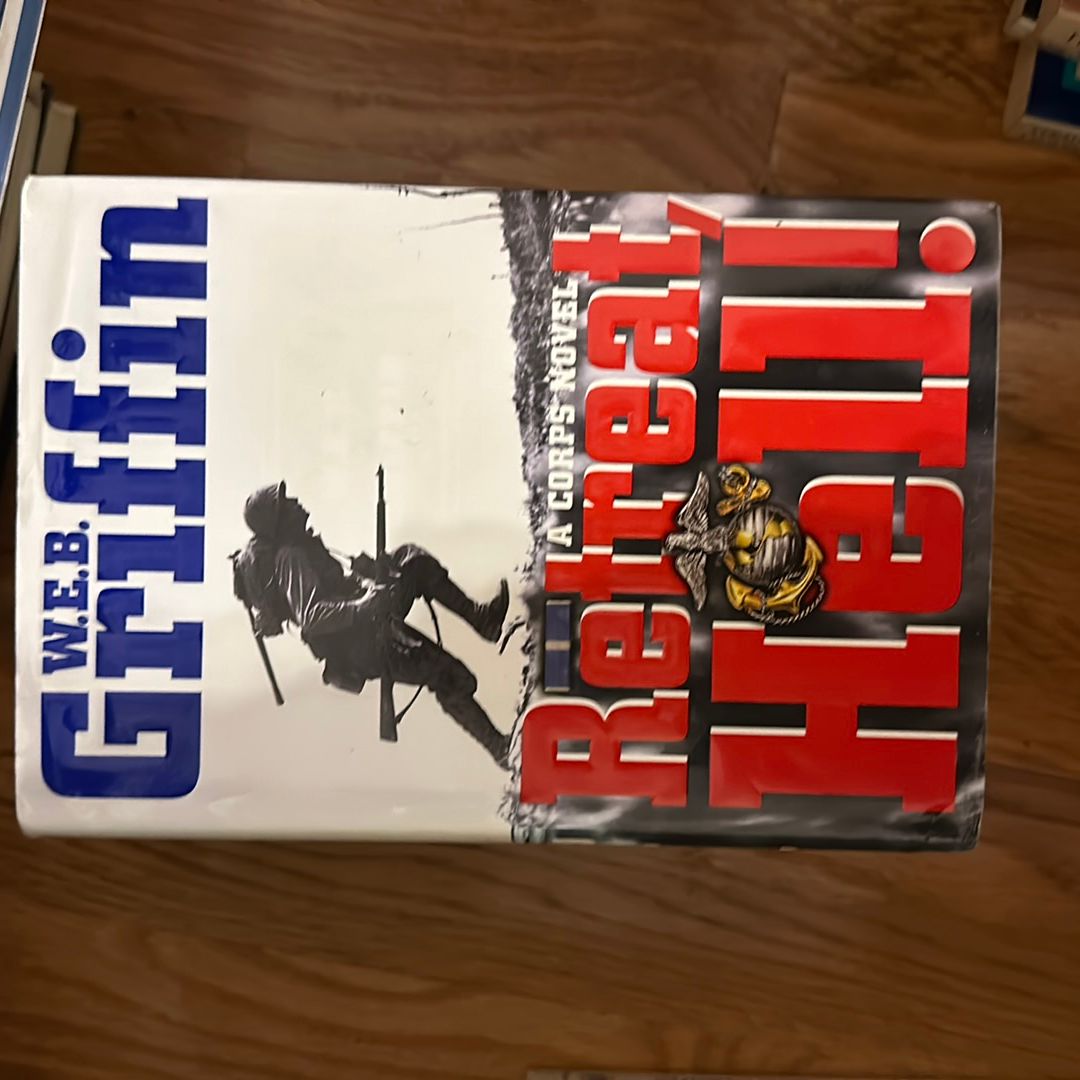 W.E.B.
Griffin
A CORPS NOVEL
Retreat,
Hell!